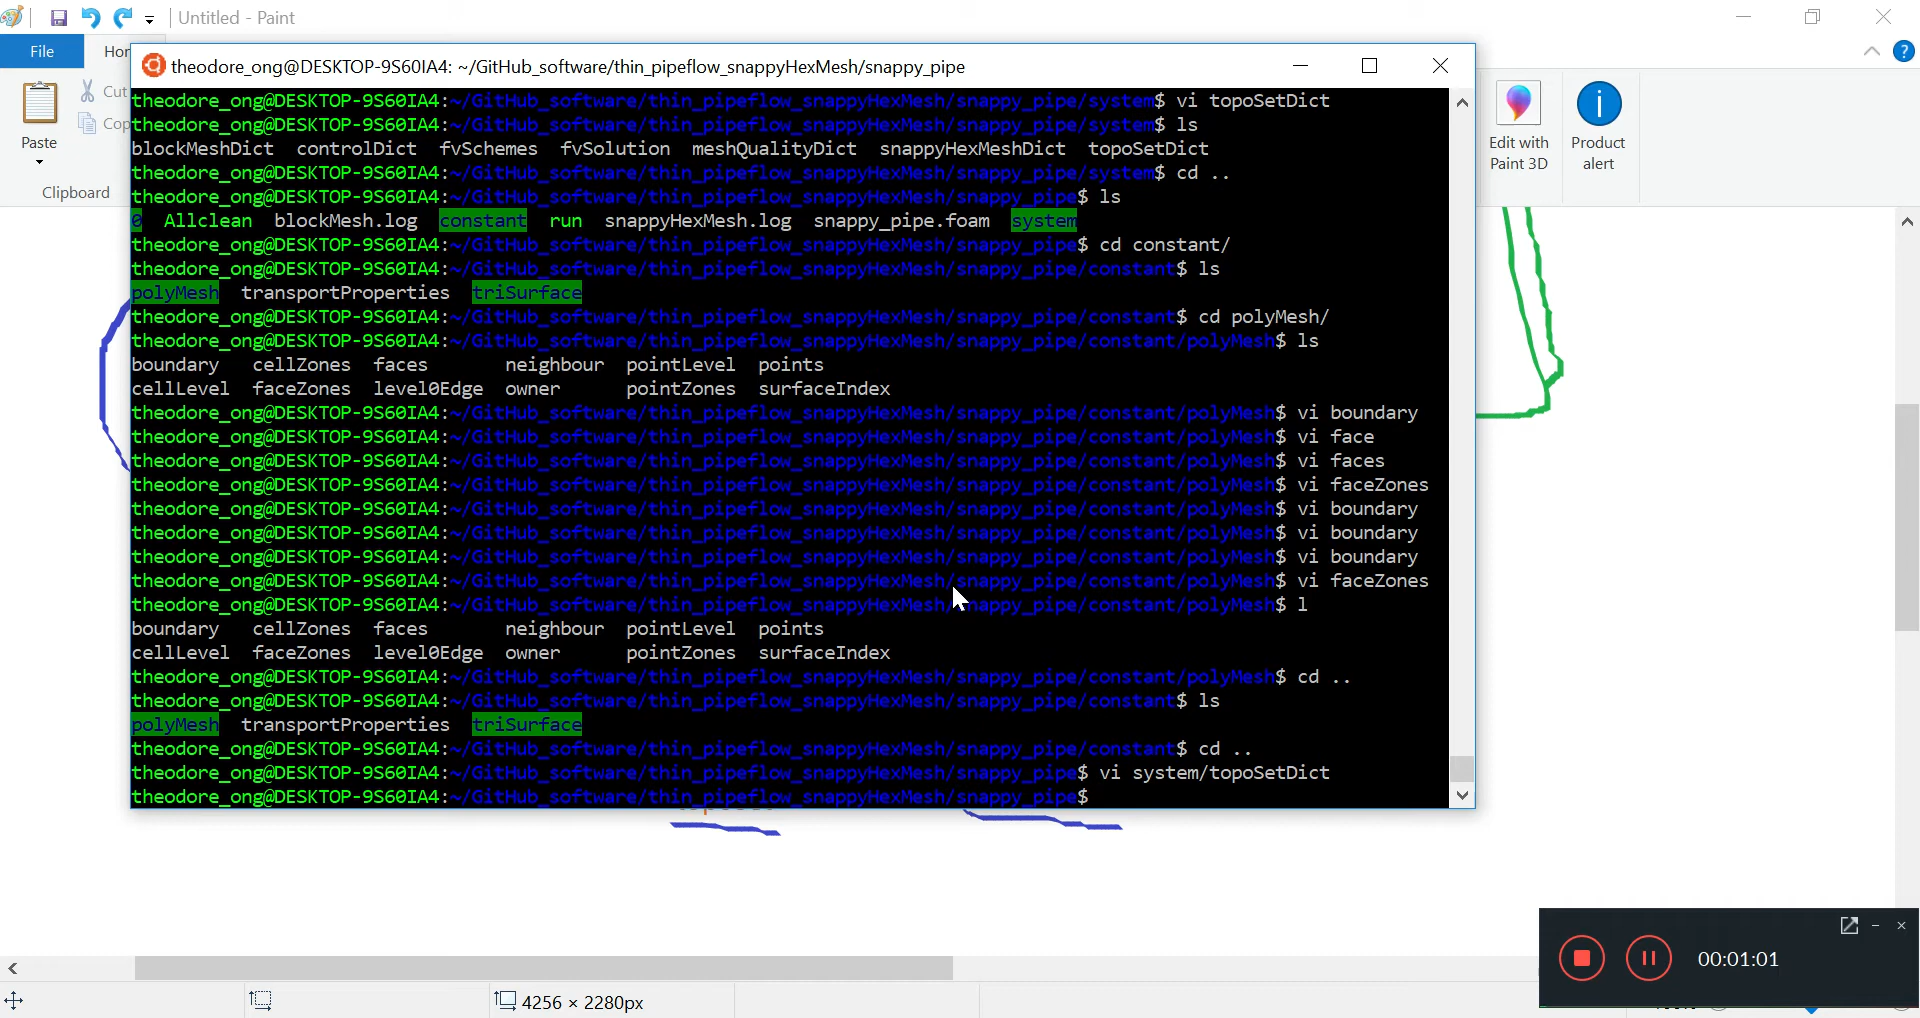 Untitled - Paint
File
Hor
theodore_ong@DESKTOP-9S60IA4: ~/GitHub_software/thin_pipeflow_snappyHexMesh/snappy_pipe
Paste
Cut
Cop
Clipboard
Edit with
Paint 3D
Product
alert
theodore_ong@DESKTOP-9S60IA4:~/GitHub_software/thin_pipeflow_snappyHexMesh/snappy_pipe/system$ vi topoSetDict
theodore_ong@DESKTOP-9S60IA4:~/GitHub_software/thin_pipeflow_snappyHexMesh/snappy_pipe/system$ ls
blockMeshDict controlDict fvSchemes fvSolution meshQualityDict snappyHexMeshDict topoSetDict
theodore_ong@DESKTOP-9S60IA4:~/GitHub_software/thin_pipeflow_snappyHexMesh/snappy_pipe/system$ cd ..
theodore_ong@DESKTOP-9S60IA4:~/GitHub_software/thin_pipeflow_snappyHexMesh/snappy_pipe$ ls
0 Allclean blockMesh.log constant run snappyHexMesh.log snappy_pipe.foam system
theodore_ong@DESKTOP-9S60IA4:~/GitHub_software/thin_pipeflow_snappyHexMesh/snappy_pipe$ cd constant/
theodore_ong@DESKTOP-9S60IA4:~/GitHub_software/thin_pipeflow_snappyHexMesh/snappy_pipe/constant$ ls
polyMesh transportProperties triSurface
theodore_ong@DESKTOP-9S60IA4:~/GitHub_software/thin_pipeflow_snappyHexMesh/snappy_pipe/constant$ cd polyMesh/
theodore_ong@DESKTOP-9S60IA4:~/GitHub_software/thin_pipeflow_snappyHexMesh/snappy_pipe/constant/polyMesh$ ls
boundary cellZones faces neighbour pointLevel points
cellLevel faceZones level0Edge owner pointZones surfaceIndex
theodore_ong@DESKTOP-9S60IA4:~/GitHub_software/thin_pipeflow_snappyHexMesh/snappy_pipe/constant/polyMesh$ vi boundary
theodore_ong@DESKTOP-9S60IA4:~/GitHub_software/thin_pipeflow_snappyHexMesh/snappy_pipe/constant/polyMesh$ vi face
theodore_ong@DESKTOP-9S60IA4:~/GitHub_software/thin_pipeflow_snappyHexMesh/snappy_pipe/constant/polyMesh$ vi faces
theodore_ong@DESKTOP-9S60IA4:~/GitHub_software/thin_pipeflow_snappyHexMesh/snappy_pipe/constant/polyMesh$ vi faceZones
theodore_ong@DESKTOP-9S60IA4:~/GitHub_software/thin_pipeflow_snappyHexMesh/snappy_pipe/constant/polyMesh$ vi boundary
theodore_ong@DESKTOP-9S60IA4:~/GitHub_software/thin_pipeflow_snappyHexMesh/snappy_pipe/constant/polyMesh$ vi boundary
theodore_ong@DESKTOP-9S60IA4:~/GitHub_software/thin_pipeflow_snappyHexMesh/snappy_pipe/constant/polyMesh$ vi boundary
theodore_ong@DESKTOP-9S60IA4:~/GitHub_software/thin_pipeflow_snappyHexMesh/snappy_pipe/constant/polyMesh$ vi faceZones
theodore_ong@DESKTOP-9S60IA4:~/GitHub_software/thin_pipeflow_snappyHexMesh/snappy_pipe/constant/polyMesh$ l
boundary cellZones faces neighbour pointLevel points
cellLevel faceZones level0Edge owner pointZones surfaceIndex
theodore_ong@DESKTOP-9S60IA4:~/GitHub_software/thin_pipeflow_snappyHexMesh/snappy_pipe/constant/polyMesh$ cd ..
theodore_ong@DESKTOP-9S60IA4:~/GitHub_software/thin_pipeflow_snappyHexMesh/snappy_pipe/constant$ ls
polyMesh transportProperties triSurface
theodore_ong@DESKTOP-9S60IA4:~/GitHub_software/thin_pipeflow_snappyHexMesh/snappy_pipe/constant$ cd ..
theodore_ong@DESKTOP-9S60IA4:~/GitHub_software/thin_pipeflow_snappyHexMesh/snappy_pipe$ vi system/topoSetDict
theodore_ong@DESKTOP-9S60IA4:~/GitHub_software/thin_pipeflow_snappyHexMesh/snappy_pipe$
00:01:01
4256 × 2280px